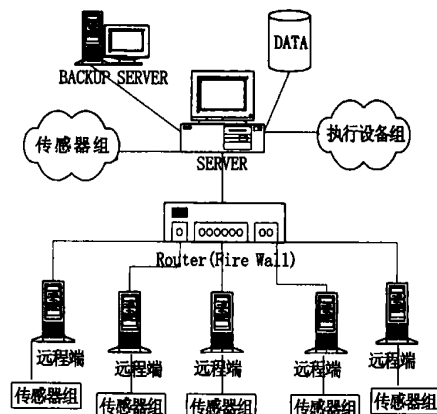 DATA
BACKUP SERVER
传感器组
执行设备组
SERVER
Router(Fire Wall)
远程端
远程端
远程端
远程端
远程端
传感器组
传感器组
传感器组
传感器组
传感器组